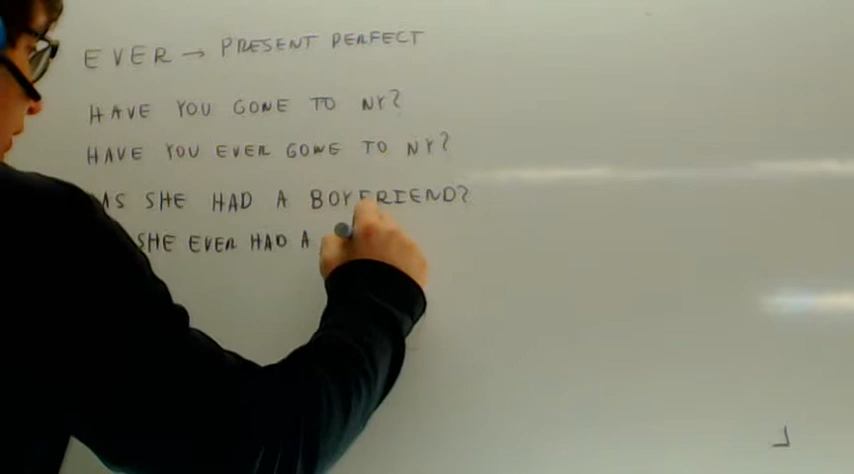 EVER → PRESENT PERFECT
HAVE YOU GONE TO NY?
HAVE YOU EVER GONE TO NY?
AS SHE HAD A BOYFRIEND?
SHE EVER HAD A